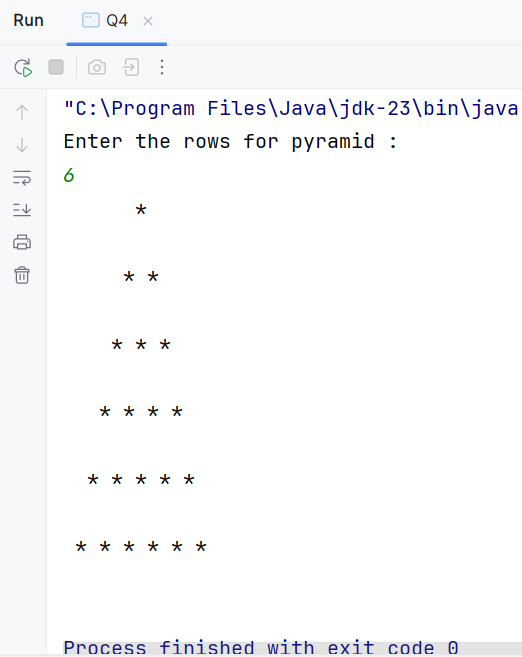 Run Q4
"C:\Program Files\Java\jdk-23\bin\java
Enter the rows for pyramid :
6
      *
     * *
    * * *
   * * * *
  * * * * *
 * * * * * *
Process finished with exit code 0